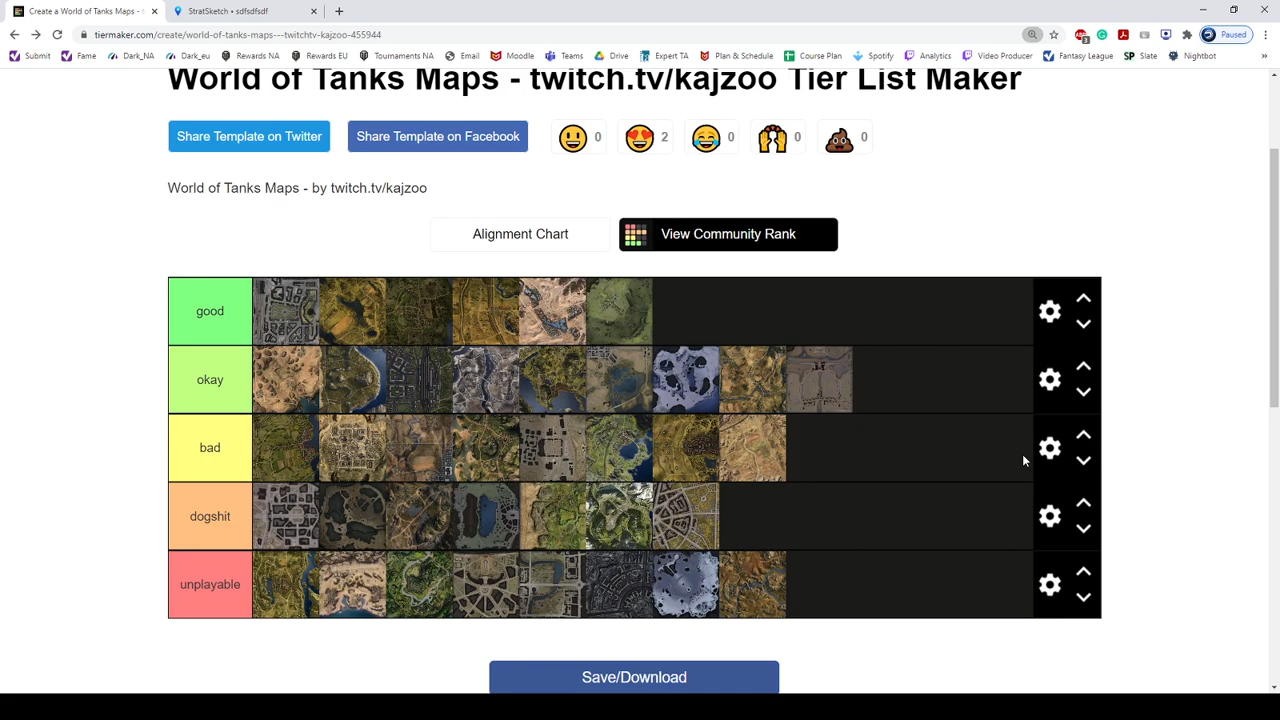 Create a World of Tanks Maps -
StratSketch • sdfsdfsdf
tiermaker.com/create/world-of-tanks-maps---twitchtv-kajzoo-455944
Paused
Submit Fame Dark_NA Dark_eu Rewards NA Rewards EU Tournaments NA Email Moodle Teams Drive Expert TA Plan & Schedule Course Plan Spotify Analytics Video Producer Fantasy League Slate Nightbot
World of Tanks Maps - twitch.tv/kajzoo Tier List Maker
Share Template on Twitter
Share Template on Facebook
0
2
0
0
0
World of Tanks Maps - by twitch.tv/kajzoo
Alignment Chart
View Community Rank
good
okay
bad
dogshit
unplayable
Save/Download